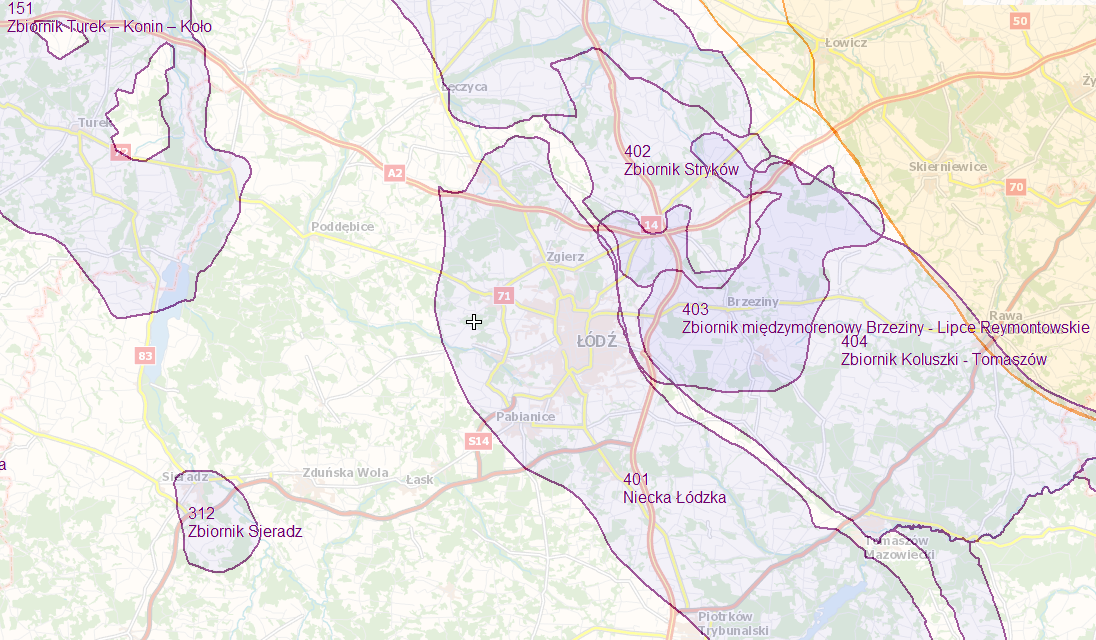 151
Zbiornik Turek – Konin – Koło
50
Łowicz
Łęczyca
Turek
72
A2
402
Zbiornik Stryków
Skierniewice
70
Poddębice
14
Zgierz
71
Brzeziny
403
Zbiornik międzymorenowy Brzeziny - Lipce Reymontowskie
Rawa
ŁÓDŹ
404
Zbiornik Koluszki - Tomaszów
83
Pabianice
S14
Sieradz
Zduńska Wola
Łask
401
Niecka Łódzka
312
Zbiornik Sieradz
Tomaszów
Mazowiecki
Piotrków
Trybunalski